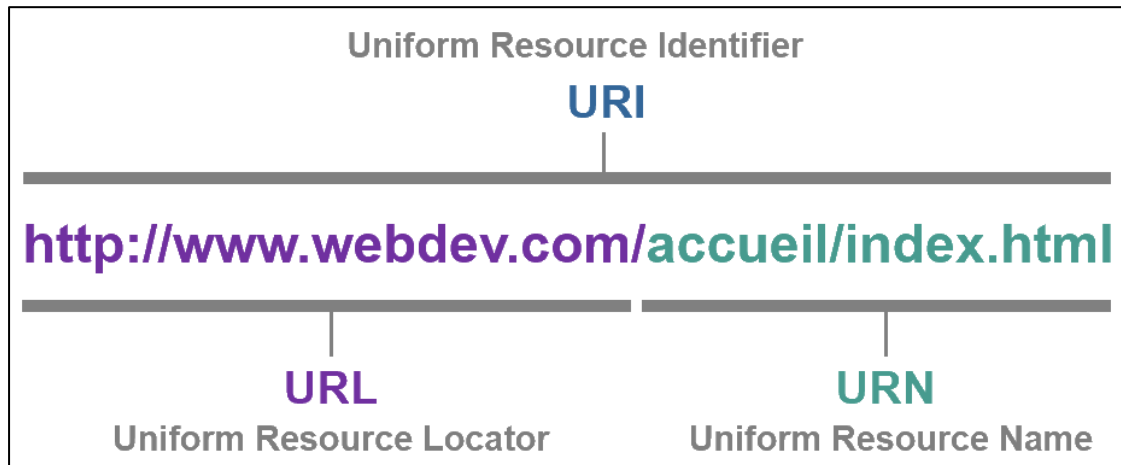 Uniform Resource Identifier
URI
http://www.webdev.com/accueil/index.html
URL URN
Uniform Resource Locator Uniform Resource Name